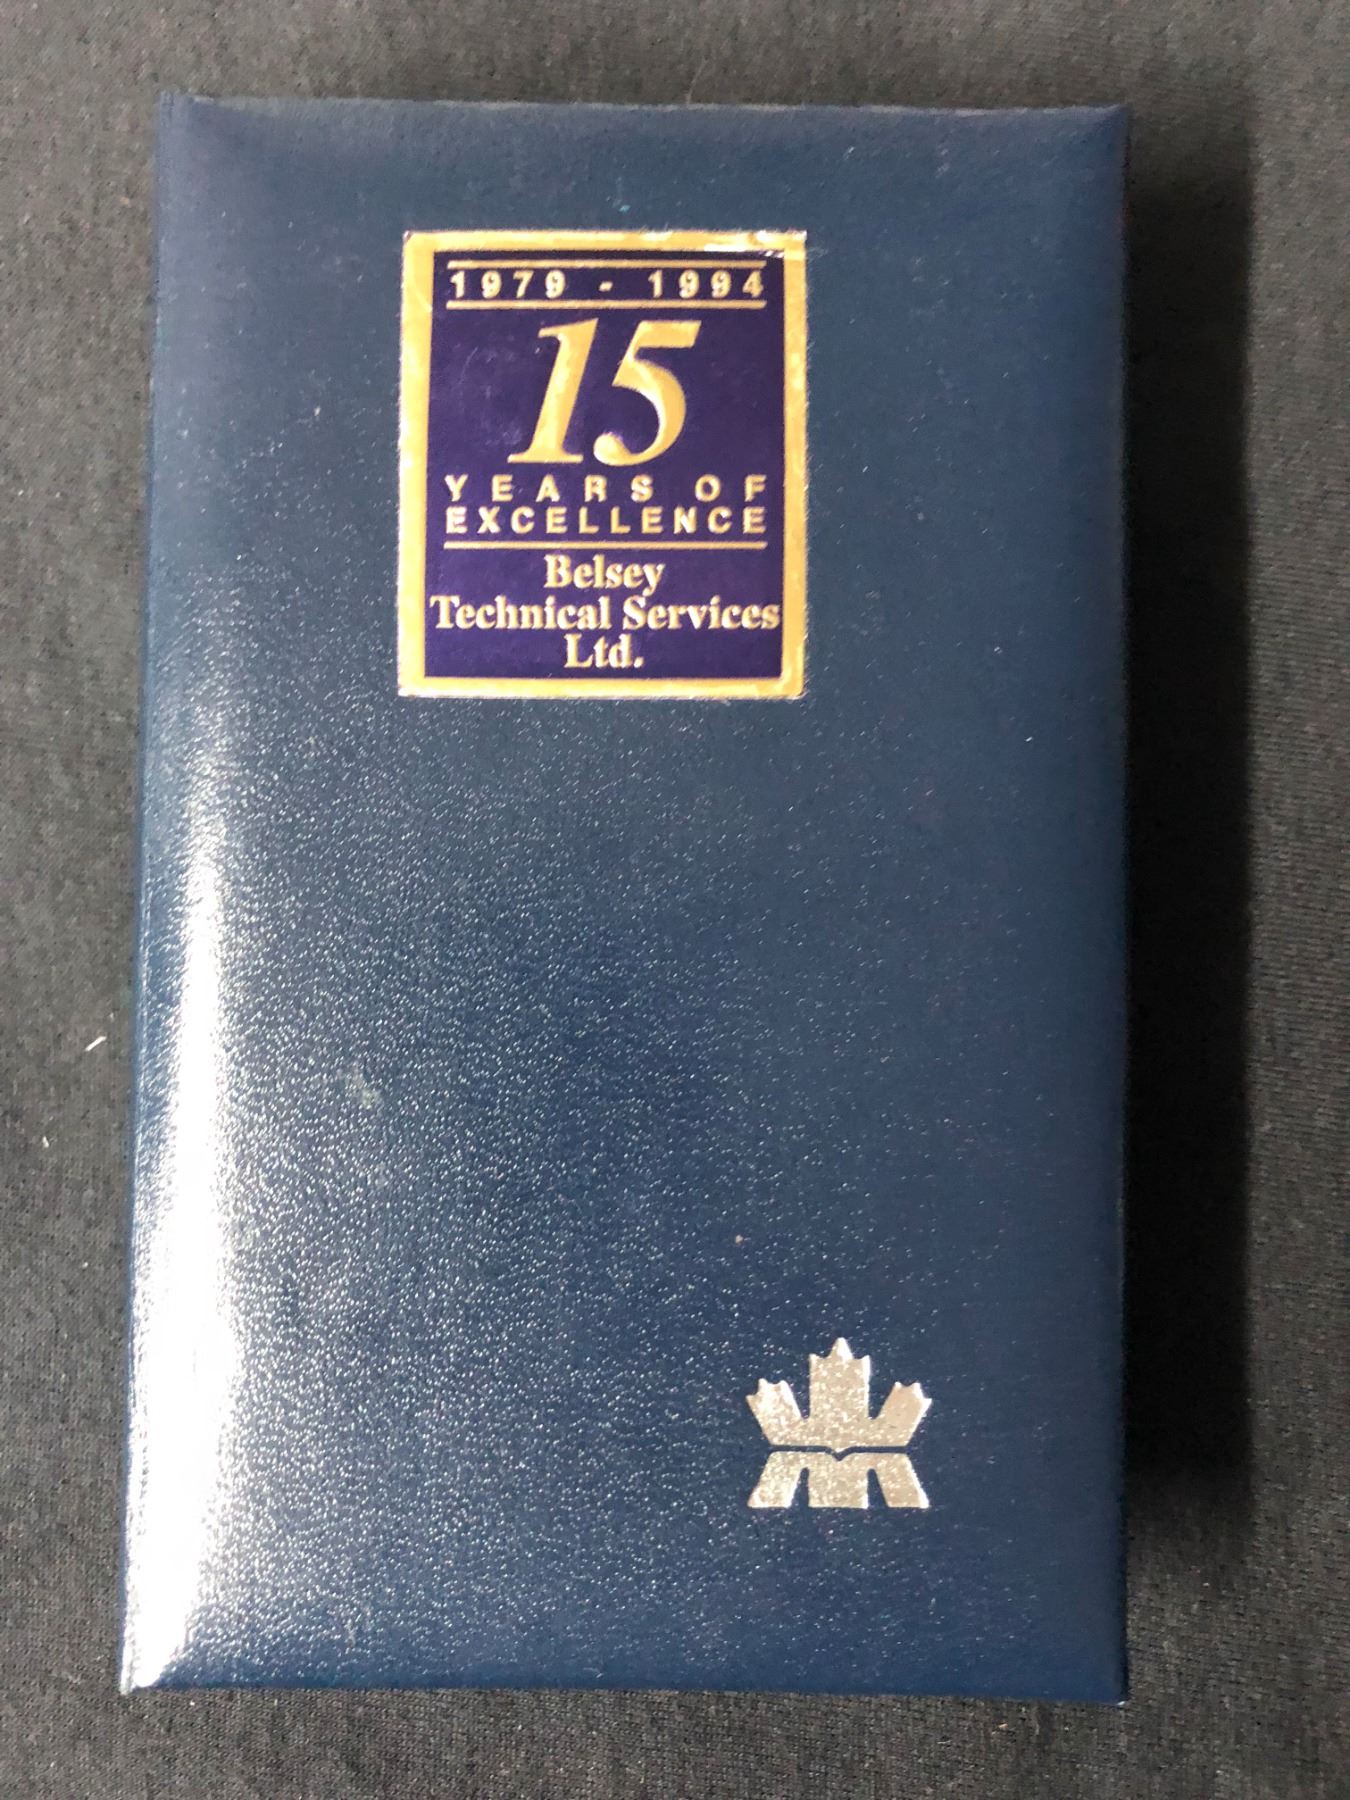 1979 - 1994
15
YEARS OF
EXCELLENCE
Belsey
Technical Services
Ltd.